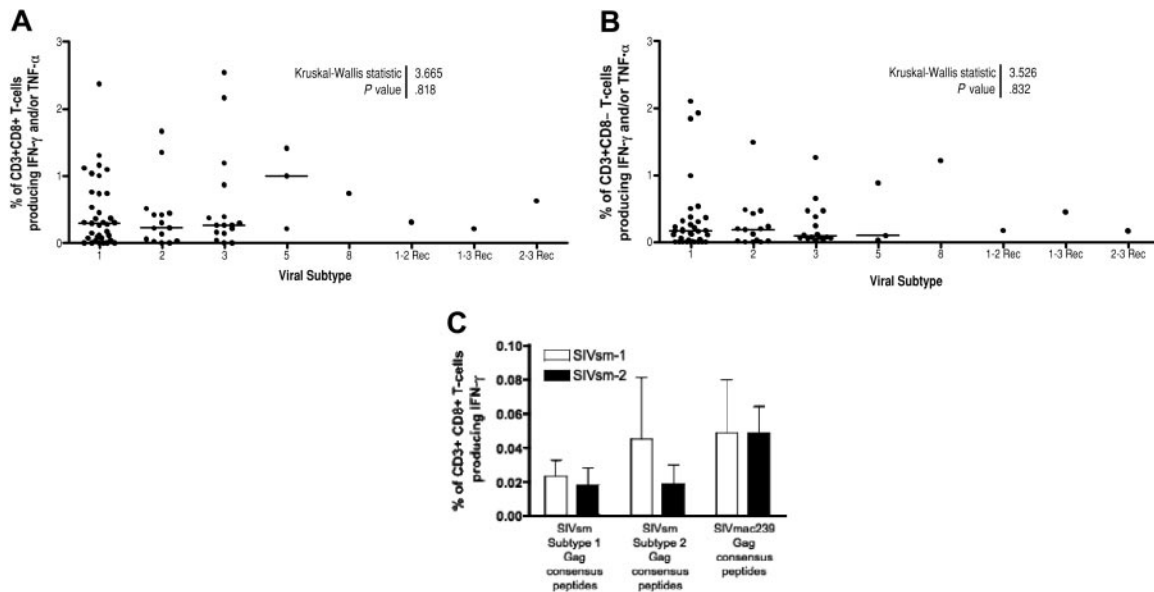 A
% of CD3+CD8+ T-cells
producing IFN-γ and/or TNF-α
3
2
1
0
Kruskal-Wallis statistic 3.665
P value .818
1 2 3 5 8 1-2 Rec 1-3 Rec 2-3 Rec
Viral Subtype
B
% of CD3+CD8– T-cells
producing IFN-γ and/or TNF-α
3
2
1
0
Kruskal-Wallis statistic 3.526
P value .832
1 2 3 5 8 1-2 Rec 1-3 Rec 2-3 Rec
Viral Subtype
C
% of CD3+ CD8+ T-cells
producing IFN-γ
0.10
0.08
0.06
0.04
0.02
0.00
SIVsm-1
SIVsm-2
SIVsm
Subtype 1
Gag
consensus
peptides
SIVsm
Subtype 2
Gag
consensus
peptides
SIVmac239
Gag
consensus
peptides